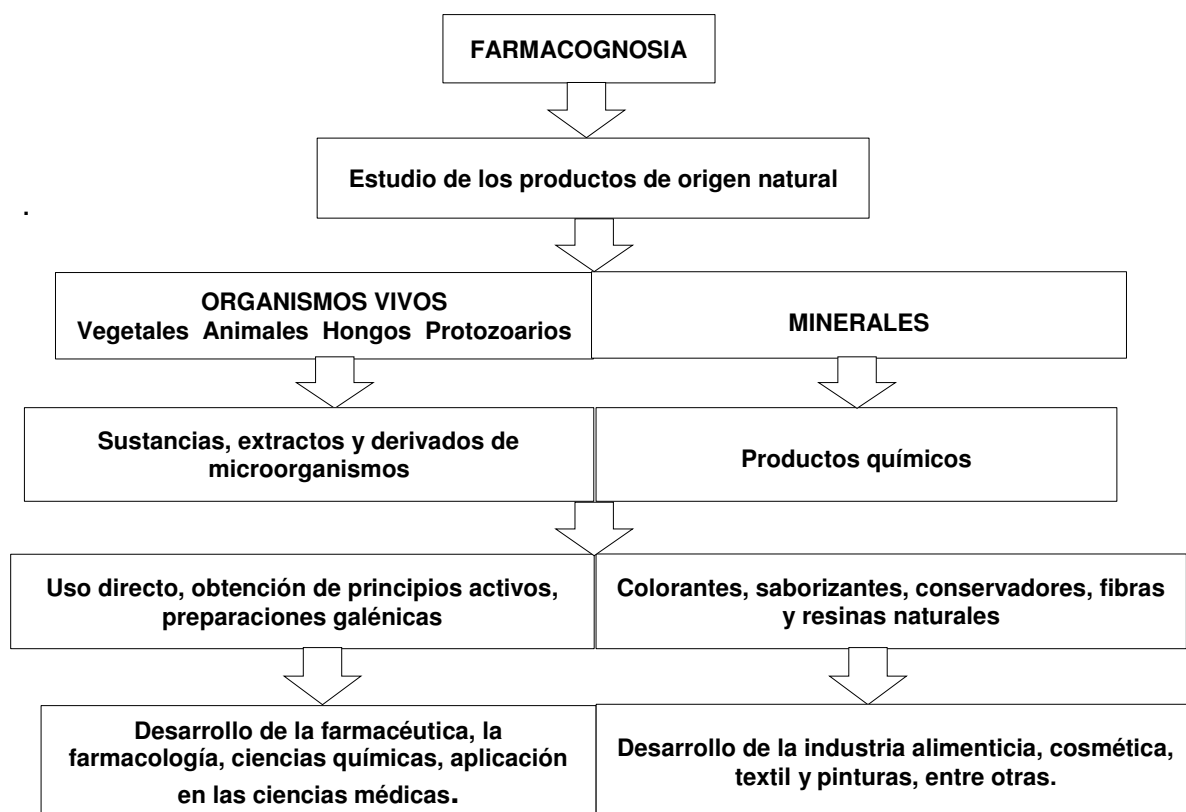 FARMACOGNOSIA
Estudio de los productos de origen natural
.
ORGANISMOS VIVOS
Vegetales Animales Hongos Protozoarios
MINERALES
Sustancias, extractos y derivados de
microorganismos
Productos químicos
Uso directo, obtención de principios activos,
preparaciones galénicas
Colorantes, saborizantes, conservadores, fibras
y resinas naturales
Desarrollo de la farmacéutica, la
farmacología, ciencias químicas, aplicación
en las ciencias médicas.
Desarrollo de la industria alimenticia, cosmética,
textil y pinturas, entre otras.